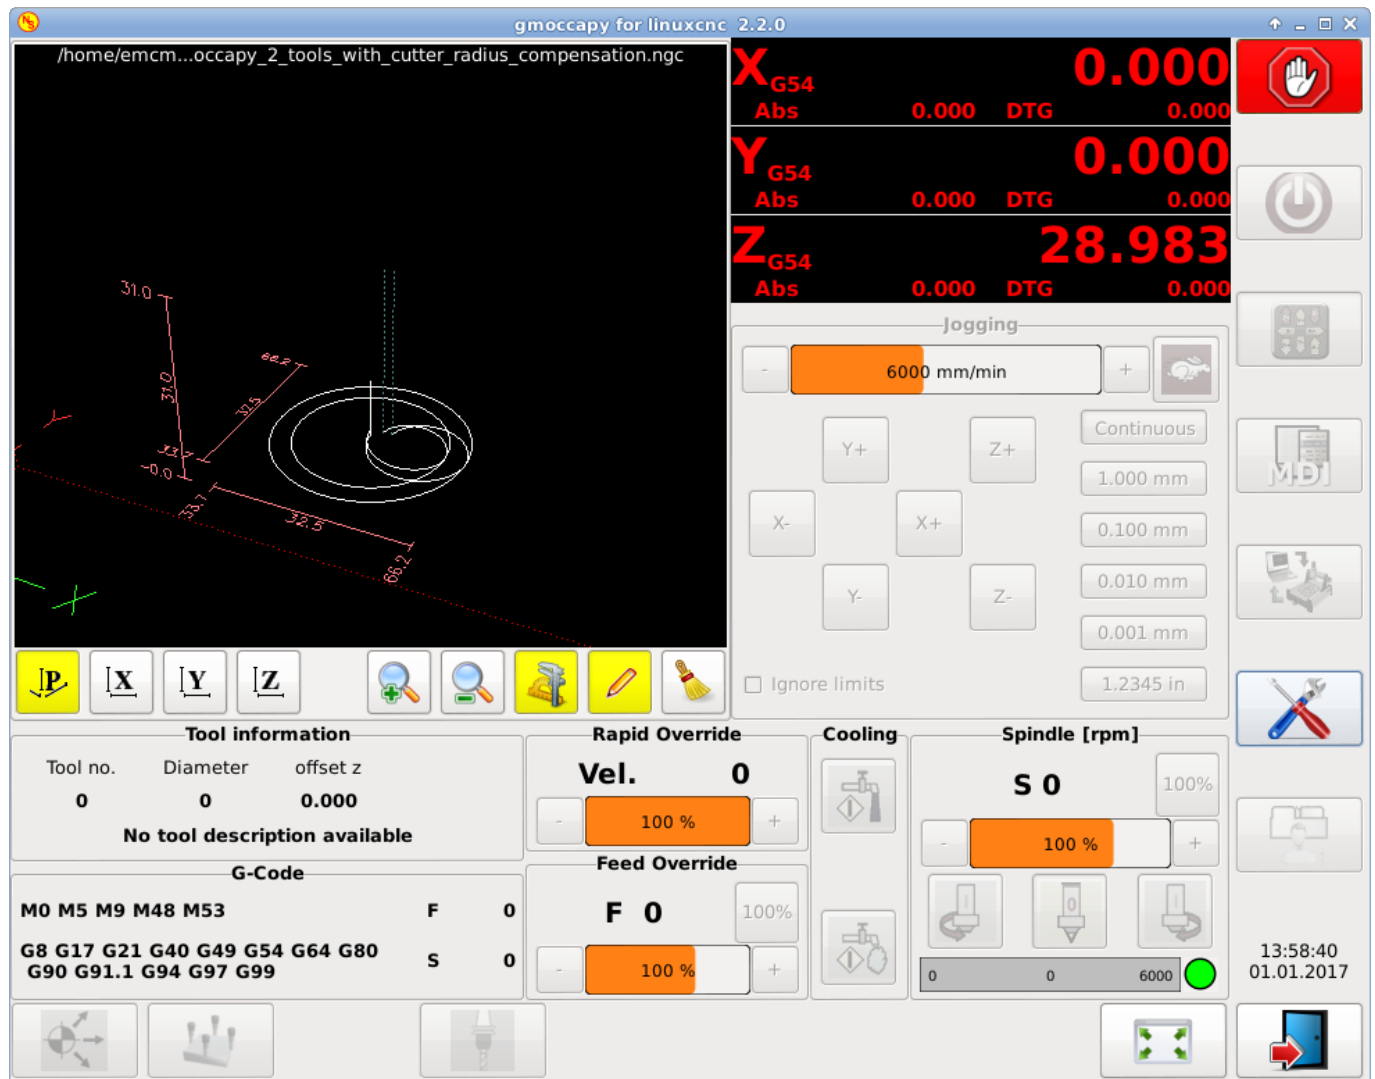 gmoccapy for linuxcnc 2.2.0
/home/emcm...occapy_2_tools_with_cutter_radius_compensation.ngc
X G54 0.000
Abs 0.000 DTG 0.000
Y G54 0.000
Abs 0.000 DTG 0.000
Z G54 28.983
Abs 0.000 DTG 0.000
31.0
31.0
-0.0
66.2
32.5
33.7
33.7
32.5
66.2
Y
X
Jogging
- 6000 mm/min +
Y+ Z+
X- X+
Y- Z-
Continuous
1.000 mm
0.100 mm
0.010 mm
0.001 mm
1.2345 in
Ignore limits
MDI
P X Y Z
Tool information
Tool no. Diameter offset z
0 0 0.000
No tool description available
G-Code
M0 M5 M9 M48 M53
F 0
G8 G17 G21 G40 G49 G54 G64 G80
G90 G91.1 G94 G97 G99
S 0
Rapid Override
Vel. 0
- 100 % +
Feed Override
F 0 100%
- 100 % +
Cooling
Spindle [rpm]
S 0 100%
- 100 % +
0
0 0 6000
13:58:40
01.01.2017